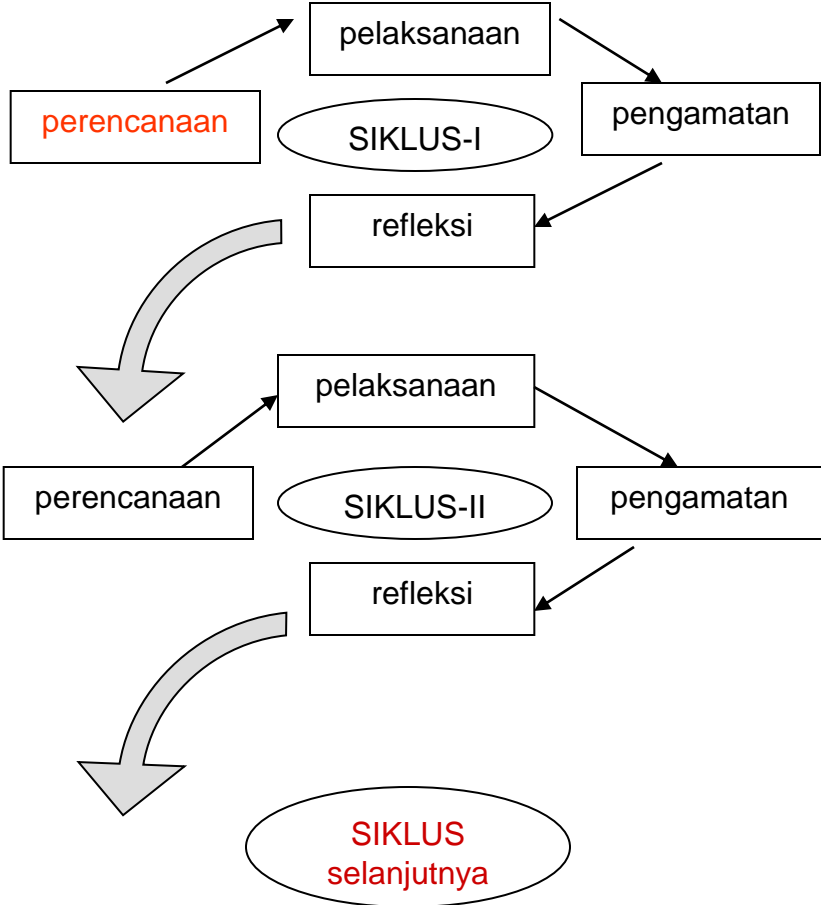 pelaksanaan
perencanaan
SIKLUS-I
pengamatan
refleksi
pelaksanaan
perencanaan
SIKLUS-II
pengamatan
refleksi
SIKLUS
selanjutnya